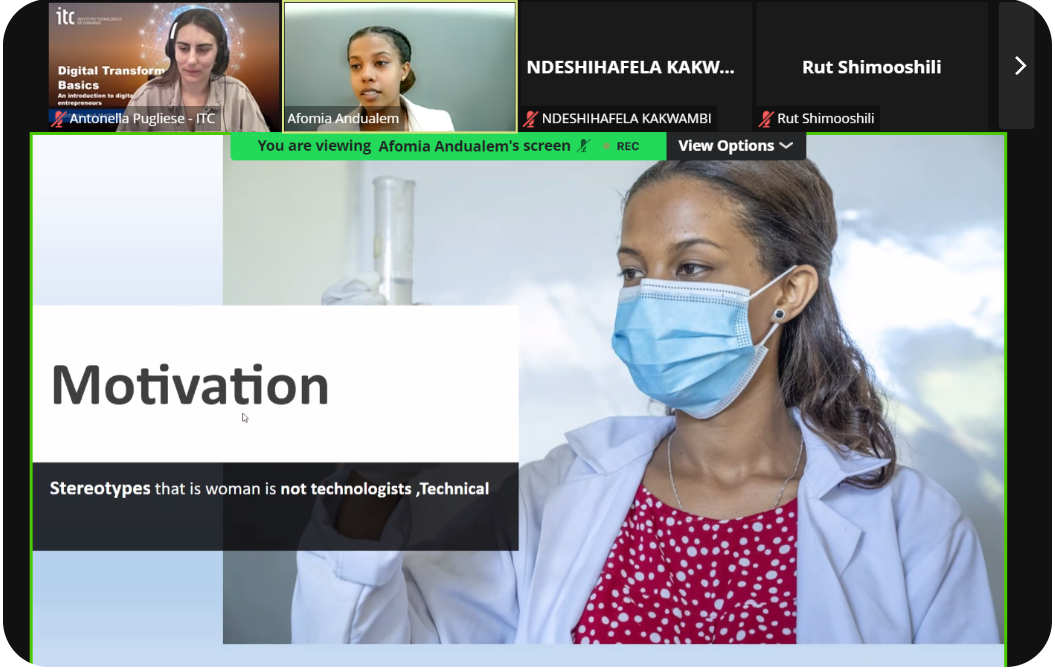 itc
Digital Transform
Basics
An introduction to digita
entrepreneurs
Antonella Pugliese - ITC
Afomia Andualem
NDESHIHAFELA KAKW...
NDESHIHAFELA KAKWAMBI
Rut Shimooshili
Rut Shimooshili
You are viewing Afomia Andualem's screen
REC
View Options
Motivation
Stereotypes that is woman is not technologists ,Technical